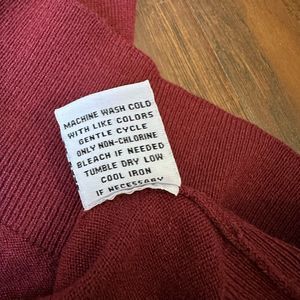 MACHINE WASH COLD
WITH LIKE COLORS
GENTLE CYCLE
ONLY NON-CHLORINE
BLEACH IF NEEDED
TUMBLE DRY LOW
COOL IRON
IF NECESSARY